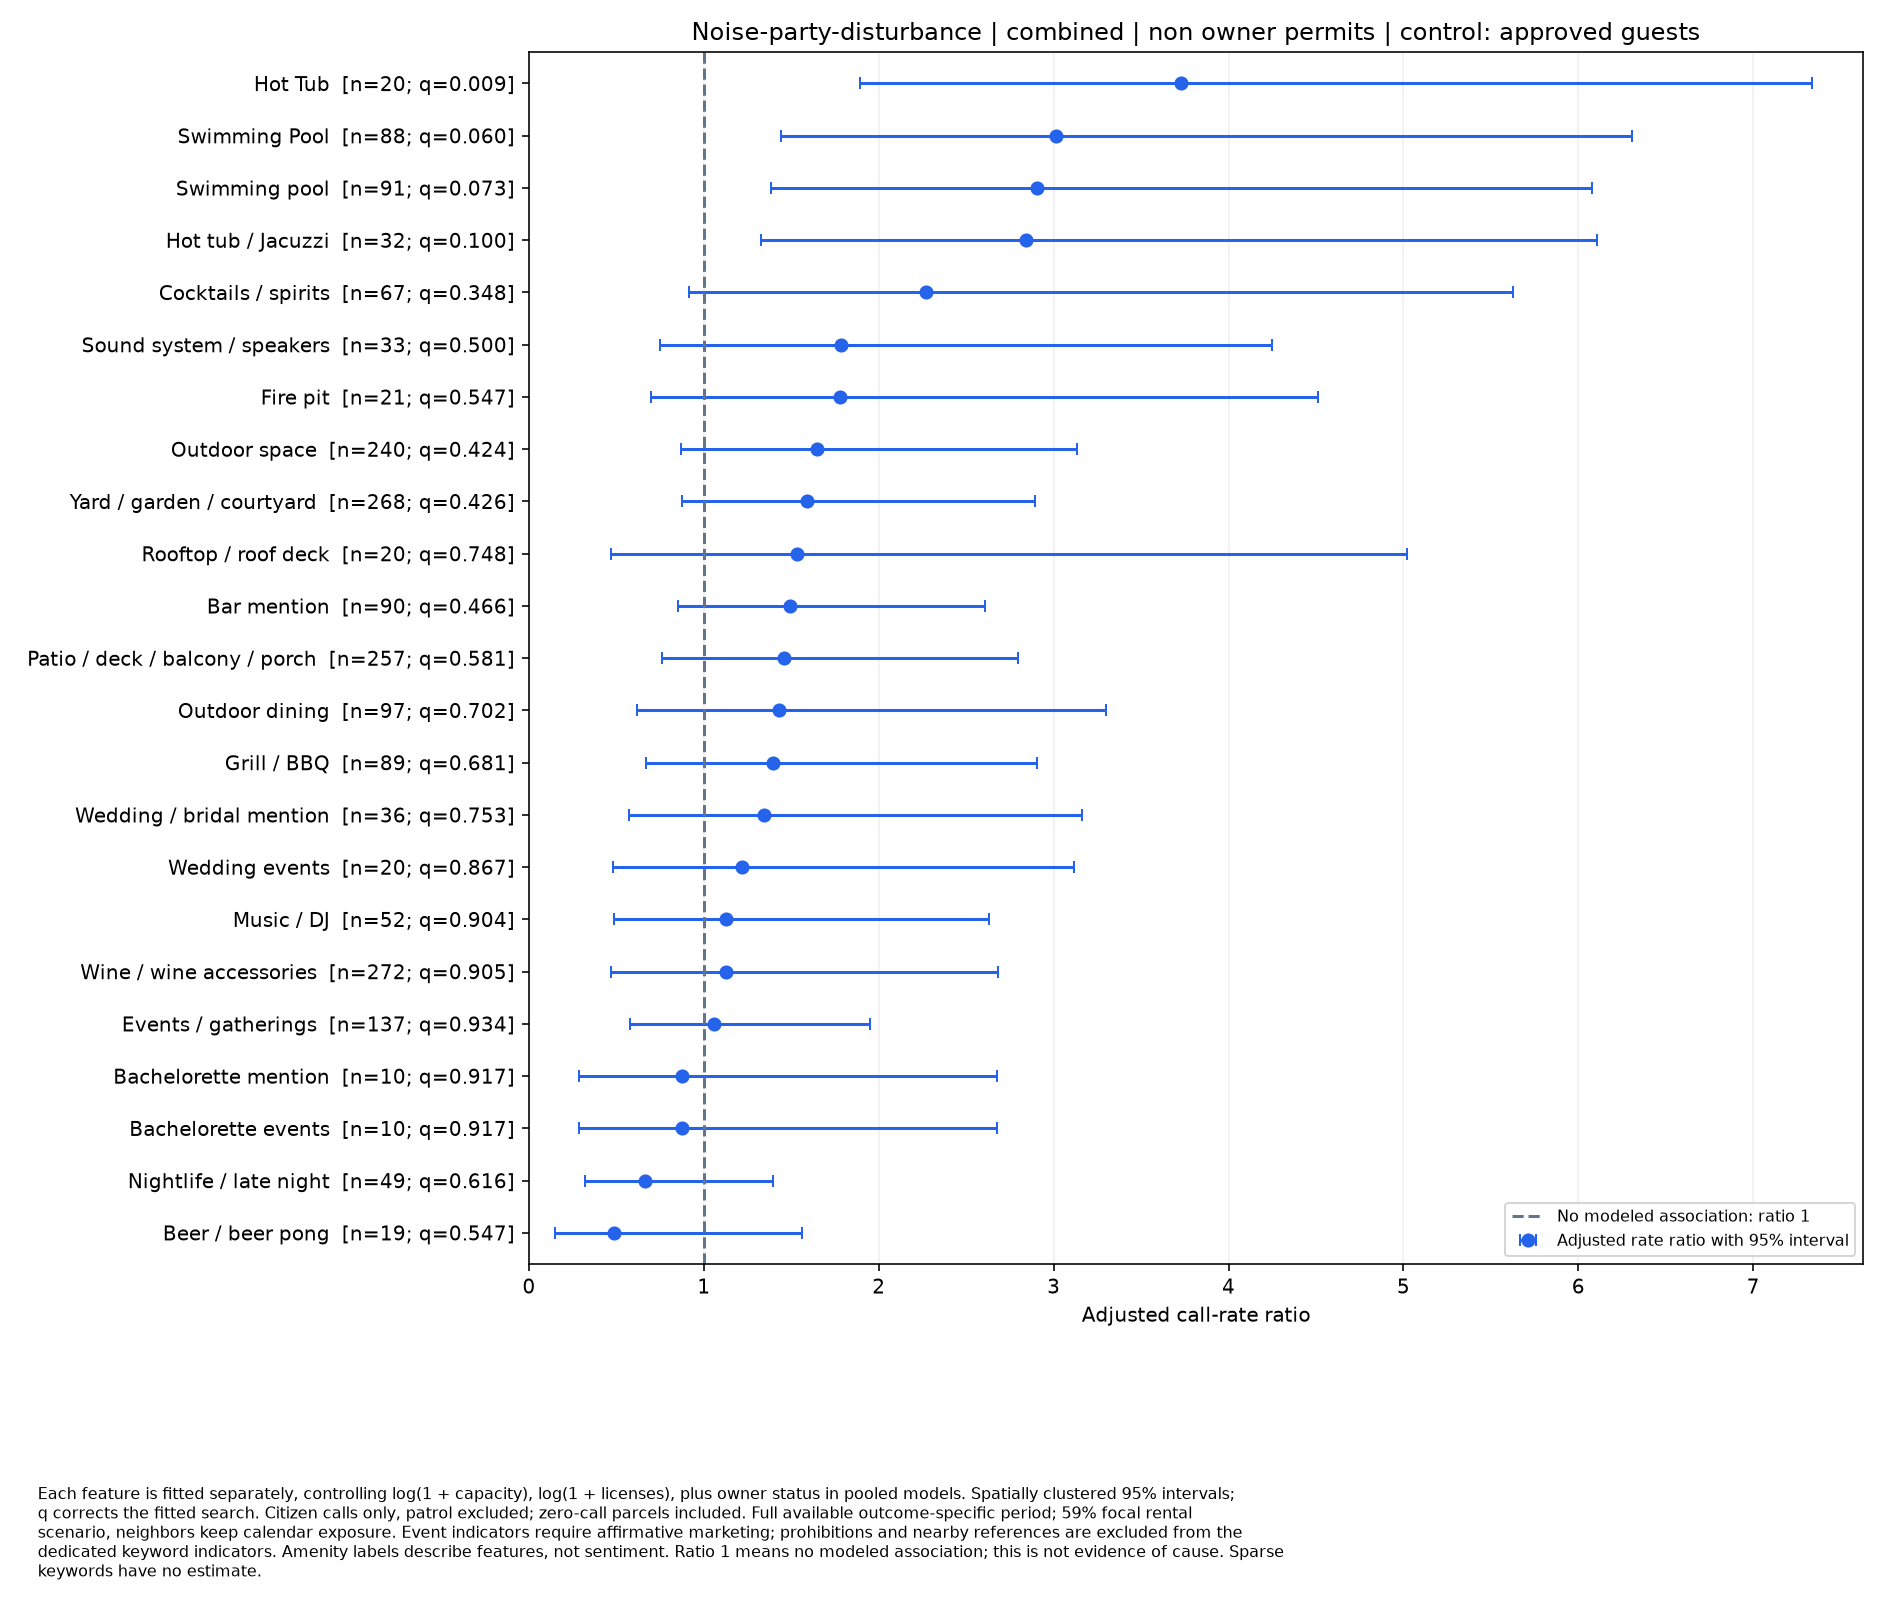 Noise-party-disturbance | combined | non owner permits | control: approved guests
Hot Tub [n=20; q=0.009]
Swimming Pool [n=88; q=0.060]
Swimming pool [n=91; q=0.073]
Hot tub / Jacuzzi [n=32; q=0.100]
Cocktails / spirits [n=67; q=0.348]
Sound system / speakers [n=33; q=0.500]
Fire pit [n=21; q=0.547]
Outdoor space [n=240; q=0.424]
Yard / garden / courtyard [n=268; q=0.426]
Rooftop / roof deck [n=20; q=0.748]
Bar mention [n=90; q=0.466]
Patio / deck / balcony / porch [n=257; q=0.581]
Outdoor dining [n=97; q=0.702]
Grill / BBQ [n=89; q=0.681]
Wedding / bridal mention [n=36; q=0.753]
Wedding events [n=20; q=0.867]
Music / DJ [n=52; q=0.904]
Wine / wine accessories [n=272; q=0.905]
Events / gatherings [n=137; q=0.934]
Bachelorette mention [n=10; q=0.917]
Bachelorette events [n=10; q=0.917]
Nightlife / late night [n=49; q=0.616]
Beer / beer pong [n=19; q=0.547]
No modeled association: ratio 1
Adjusted rate ratio with 95% interval
0 1 2 3 4 5 6 7
Adjusted call-rate ratio
Each feature is fitted separately, controlling log(1 + capacity), log(1 + licenses), plus owner status in pooled models. Spatially clustered 95% intervals;
q corrects the fitted search. Citizen calls only, patrol excluded; zero-call parcels included. Full available outcome-specific period; 59% focal rental
scenario, neighbors keep calendar exposure. Event indicators require affirmative marketing; prohibitions and nearby references are excluded from the
dedicated keyword indicators. Amenity labels describe features, not sentiment. Ratio 1 means no modeled association; this is not evidence of cause. Sparse
keywords have no estimate.